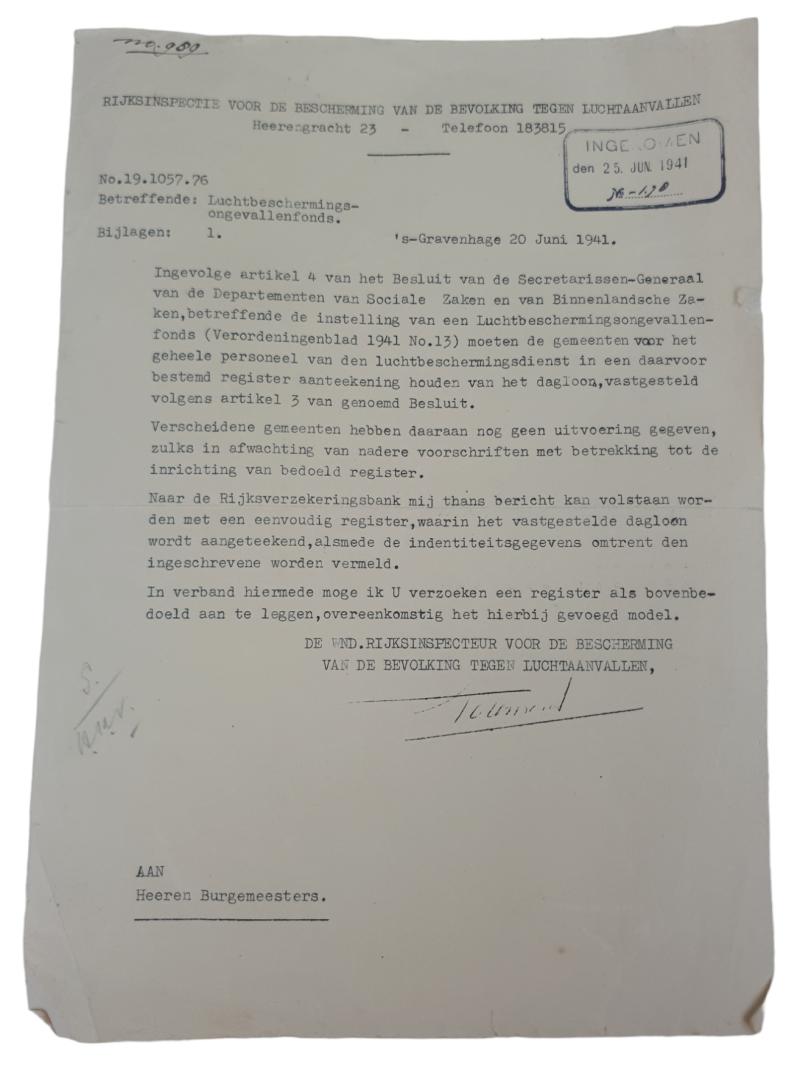 RIJKSINSPECTIE VOOR DE BESCHERMING VAN DE BEVOLKING TEGEN LUCHTAANVALLEN
Heerengracht 23 - Telefoon 183815
INGEKOMEN
den 25. JUN. 1941
No.19.1057.76
Betreffende: Luchtbeschermings-
ongevallenfonds.
Bijlagen: 1.
's-Gravenhage 20 Juni 1941.
Ingevolge artikel 4 van het Besluit van de Secretarissen-Generaal
van de Departementen van Sociale Zaken en van Binnenlandsche Za-
ken,betreffende de instelling van een Luchtbeschermingsongevallen-
fonds (Verordeningenblad 1941 No.13) moeten de gemeenten voor het
geheele personeel van den luchtbeschermingsdienst in een daarvoor
bestemd register aanteekening houden van het dagloon,vastgesteld
volgens artikel 3 van genoemd Besluit.
Verscheidene gemeenten hebben daaraan nog geen uitvoering gegeven,
zulks in afwachting van nadere voorschriften met betrekking tot de
inrichting van bedoeld register.
Naar de Rijksverzekeringsbank mij thans bericht kan volstaan wor-
den met een eenvoudig register,waarin het vastgestelde dagloon
wordt aangeteekend,alsmede de indentiteitsgegevens omtrent den
ingeschrevene worden vermeld.
In verband hiermede moge ik U verzoeken een register als bovenbe-
doeld aan te leggen,overeenkomstig het hierbij gevoegd model.
DE WND.RIJKSINSPECTEUR VOOR DE BESCHERMING
VAN DE BEVOLKING TEGEN LUCHTAANVALLEN,
AAN
Heeren Burgemeesters.